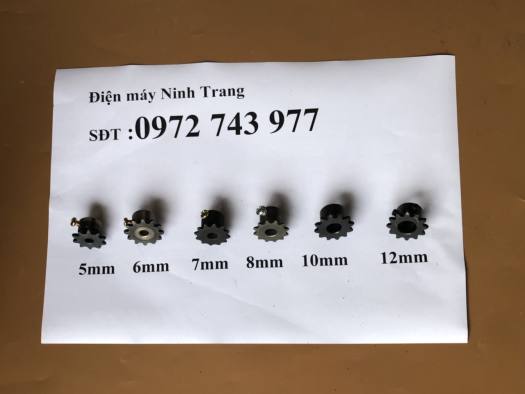 Điện máy Ninh Trang
SĐT :0972 743 977
5mm 6mm 7mm 8mm 10mm 12mm